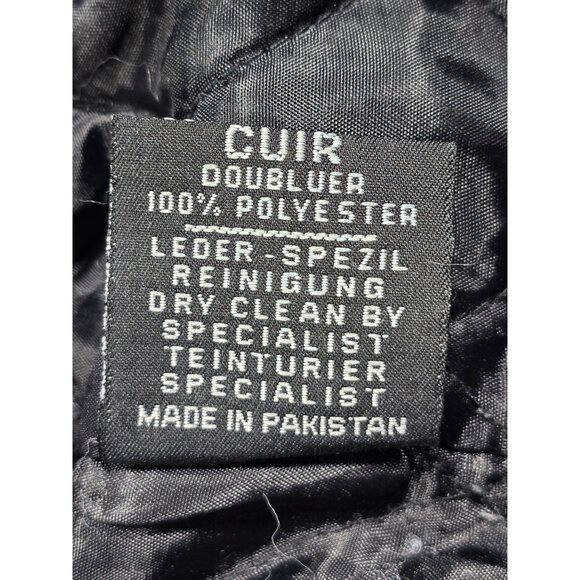 CUIR
DOUBLUER
100% POLYESTER
LEDER-SPEZIL
REINIGUNG
DRY CLEAN BY
SPECIALIST
TEINTURIER
SPECIALIST
MADE IN PAKISTAN